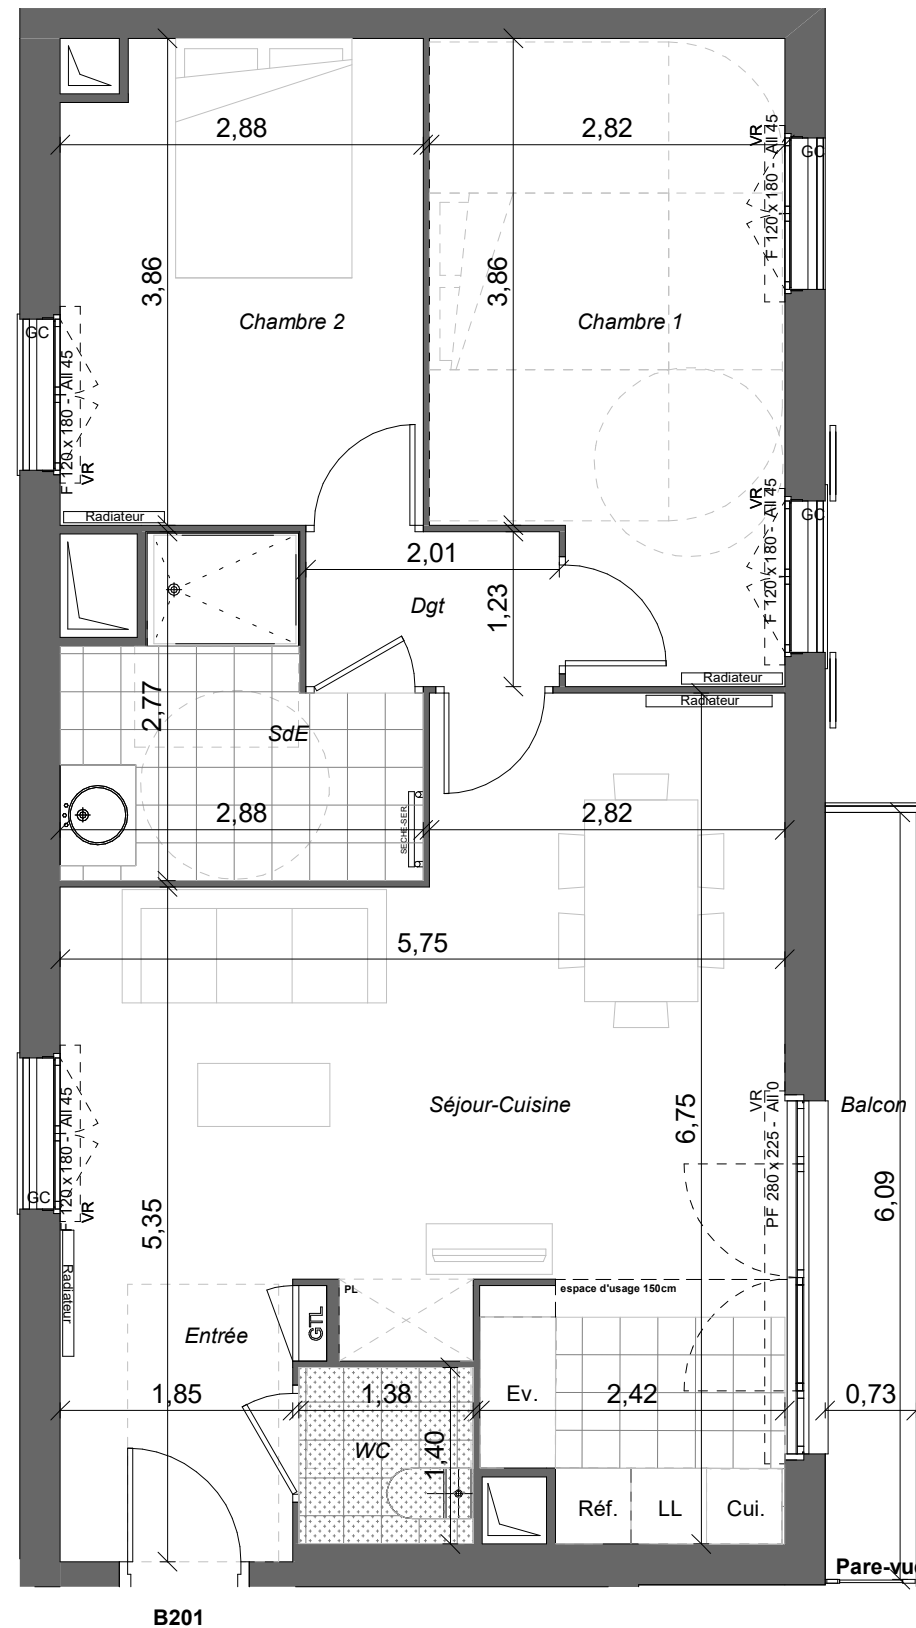 2,88
2,82
VR
F 120 x 180 - All 45
GC
3,86
3,86
Chambre 2
Chambre 1
GC
F 120 x 180 - All 45
VR
Radiateur
VR
F 120 x 180 - All 45
GC
2,01
Dgt
1,23
Radiateur
Radiateur
2,77
SdE
2,88
SECHE-SER
2,82
5,75
Séjour-Cuisine
6,75
VR
PF 280 x 225 - All 0
Balcon
6,09
F 120 x 180 - All 45
GC
VR
5,35
Radiateur
Entrée
GTL
PL
espace d'usage 150cm
1,85
1,38
Ev.
2,42
0,73
WC
1,40
Réf.
LL
Cui.
Pare-vue
B201